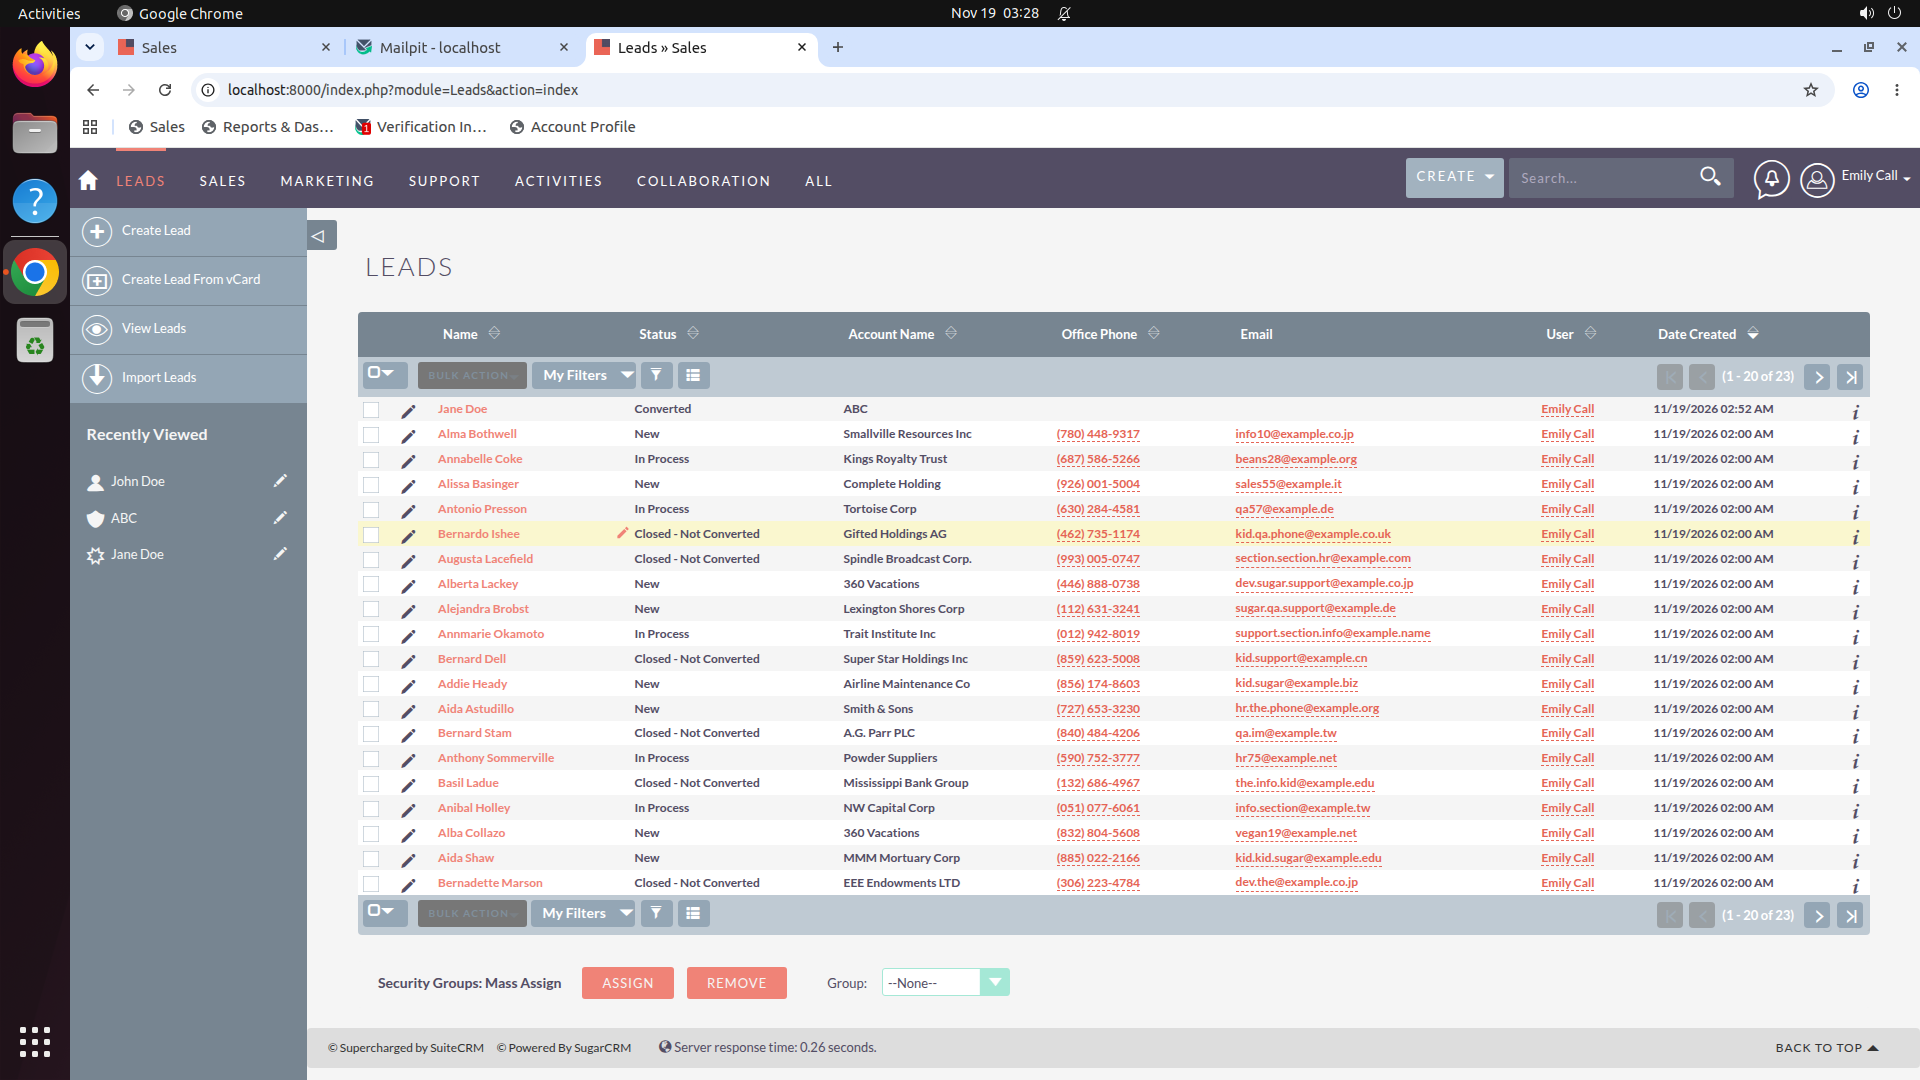 Activities
Google Chrome
Nov 19 03:28
Sales
Mailpit - localhost
Leads » Sales
localhost:8000/index.php?module=Leads&action=index
Sales
Reports & Das...
Verification In...
Account Profile
LEADS
SALES
MARKETING
SUPPORT
ACTIVITIES
COLLABORATION
ALL
CREATE
Search...
Emily Call
Create Lead
Create Lead From vCard
View Leads
Import Leads
Recently Viewed
John Doe
ABC
Jane Doe
LEADS
Name Status Account Name Office Phone Email User Date Created
BULK ACTION My Filters (1 - 20 of 23)
Jane Doe Converted ABC Emily Call 11/19/2026 02:52 AM
Alma Bothwell New Smallville Resources Inc (780) 448-9317 info10@example.co.jp Emily Call 11/19/2026 02:00 AM
Annabelle Coke In Process Kings Royalty Trust (687) 586-5266 beans28@example.org Emily Call 11/19/2026 02:00 AM
Alissa Basinger New Complete Holding (926) 001-5004 sales55@example.it Emily Call 11/19/2026 02:00 AM
Antonio Presson In Process Tortoise Corp (630) 284-4581 qa57@example.de Emily Call 11/19/2026 02:00 AM
Bernardo Ishee Closed - Not Converted Gifted Holdings AG (462) 735-1174 kid.qa.phone@example.co.uk Emily Call 11/19/2026 02:00 AM
Augusta Lacefield Closed - Not Converted Spindle Broadcast Corp. (993) 005-0747 section.section.hr@example.com Emily Call 11/19/2026 02:00 AM
Alberta Lackey New 360 Vacations (446) 888-0738 dev.sugar.support@example.co.jp Emily Call 11/19/2026 02:00 AM
Alejandra Brobst New Lexington Shores Corp (112) 631-3241 sugar.qa.support@example.de Emily Call 11/19/2026 02:00 AM
Annmarie Okamoto In Process Trait Institute Inc (012) 942-8019 support.section.info@example.name Emily Call 11/19/2026 02:00 AM
Bernard Dell Closed - Not Converted Super Star Holdings Inc (859) 623-5008 kid.support@example.cn Emily Call 11/19/2026 02:00 AM
Addie Heady New Airline Maintenance Co (856) 174-8603 kid.sugar@example.biz Emily Call 11/19/2026 02:00 AM
Aida Astudillo New Smith & Sons (727) 653-3230 hr.the.phone@example.org Emily Call 11/19/2026 02:00 AM
Bernard Stam Closed - Not Converted A.G. Parr PLC (840) 484-4206 qa.im@example.tw Emily Call 11/19/2026 02:00 AM
Anthony Sommerville In Process Powder Suppliers (590) 752-3777 hr75@example.net Emily Call 11/19/2026 02:00 AM
Basil Ladue Closed - Not Converted Mississippi Bank Group (132) 686-4967 the.info.kid@example.edu Emily Call 11/19/2026 02:00 AM
Anibal Holley In Process NW Capital Corp (051) 077-6061 info.section@example.tw Emily Call 11/19/2026 02:00 AM
Alba Collazo New 360 Vacations (832) 804-5608 vegan19@example.net Emily Call 11/19/2026 02:00 AM
Aida Shaw New MMM Mortuary Corp (885) 022-2166 kid.kid.sugar@example.edu Emily Call 11/19/2026 02:00 AM
Bernadette Marson Closed - Not Converted EEE Endowments LTD (306) 223-4784 dev.the@example.co.jp Emily Call 11/19/2026 02:00 AM
BULK ACTION My Filters (1 - 20 of 23)
Security Groups: Mass Assign ASSIGN REMOVE Group: --None--
© Supercharged by SuiteCRM © Powered By SugarCRM Server response time: 0.26 seconds. BACK TO TOP